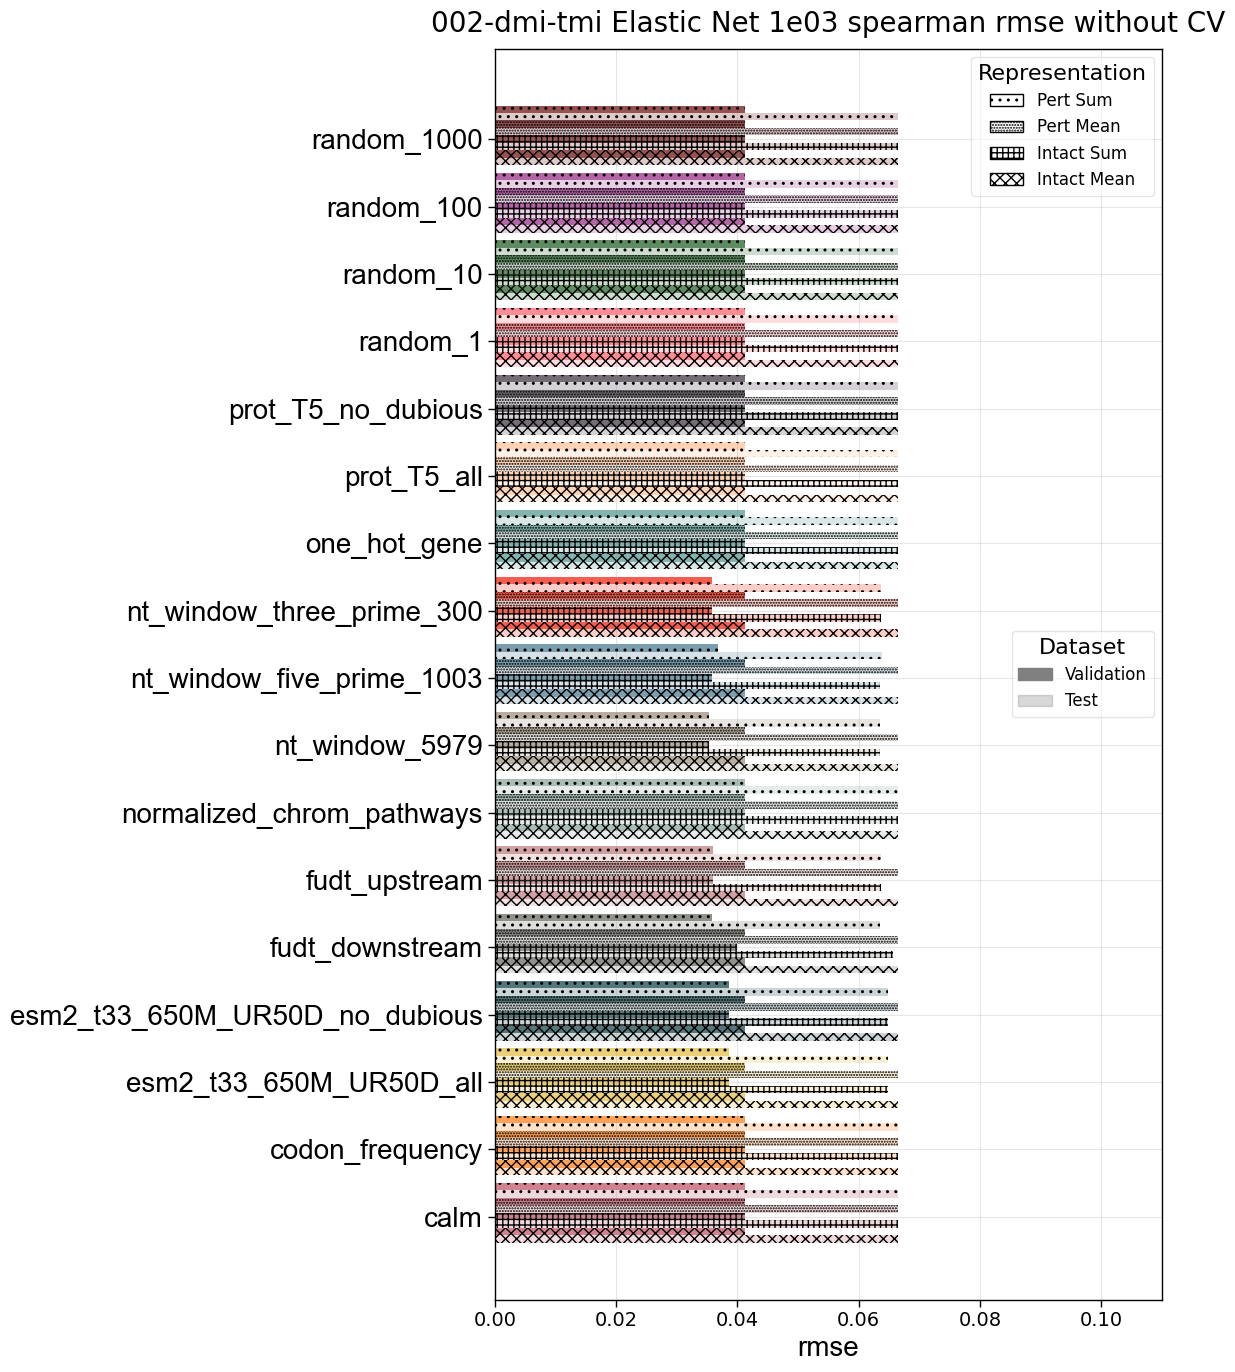 002-dmi-tmi Elastic Net 1e03 spearman rmse without CV
Representation
Pert Sum
Pert Mean
Intact Sum
Intact Mean
random_1000
random_100
random_10
random_1
prot_T5_no_dubious
prot_T5_all
one_hot_gene
nt_window_three_prime_300
nt_window_five_prime_1003
nt_window_5979
normalized_chrom_pathways
fudt_upstream
fudt_downstream
esm2_t33_650M_UR50D_no_dubious
esm2_t33_650M_UR50D_all
codon_frequency
calm
Dataset
Validation
Test
0.00 0.02 0.04 0.06 0.08 0.10
rmse